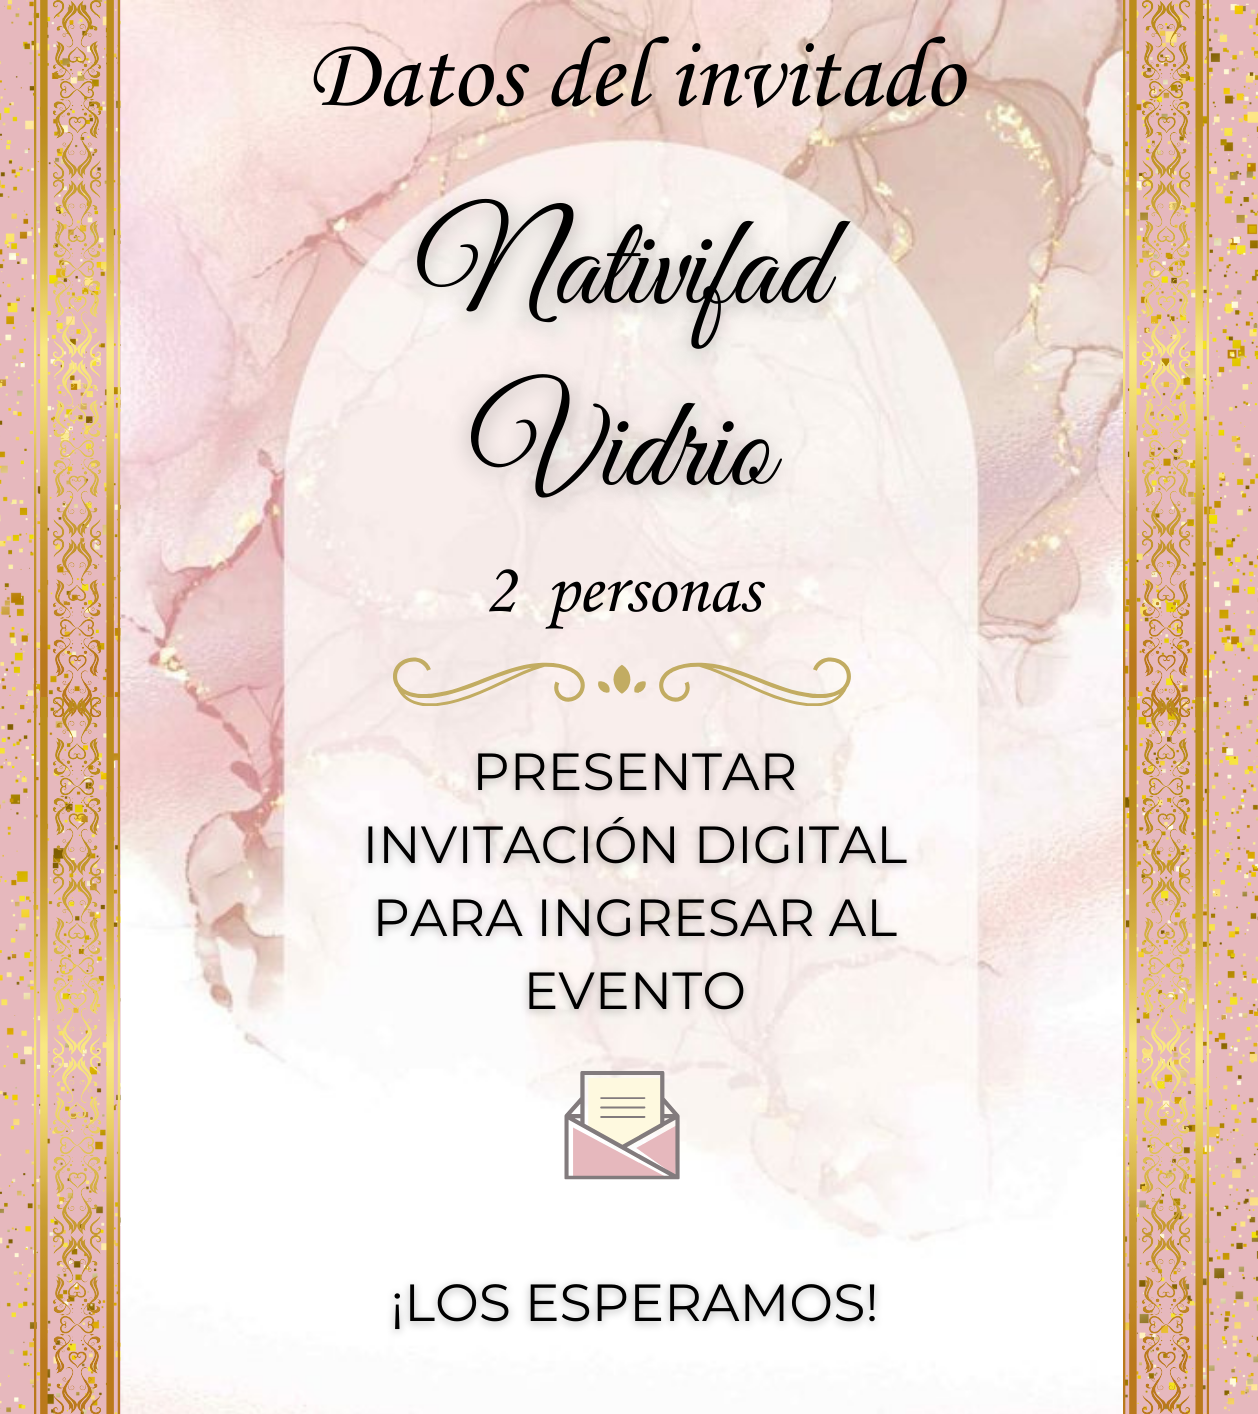 Datos del invitado
Nativifad
Vidrio
2 personas
PRESENTAR
INVITACIÓN DIGITAL
PARA INGRESAR AL
EVENTO
¡LOS ESPERAMOS!